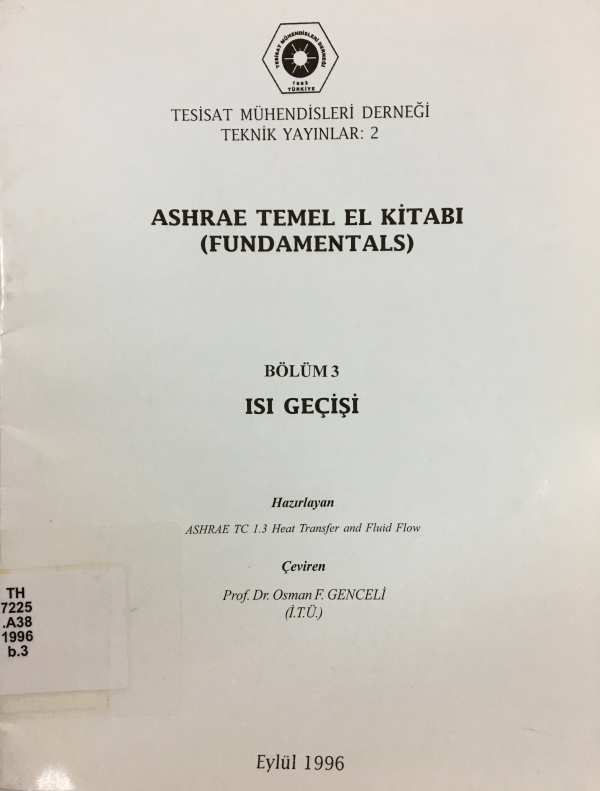 TESİSAT MÜHENDİSLERİ DERNEĞİ
1993
TÜRKİYE
TESİSAT MÜHENDİSLERİ DERNEĞİ
TEKNİK YAYINLAR: 2
ASHRAE TEMEL EL KİTABI
(FUNDAMENTALS)
BÖLÜM 3
ISI GEÇİŞİ
Hazırlayan
ASHRAE TC 1.3 Heat Transfer and Fluid Flow
Çeviren
Prof. Dr. Osman F. GENCELİ
(İ.T.Ü.)
TH
7225
.A38
1996
b.3
Eylül 1996